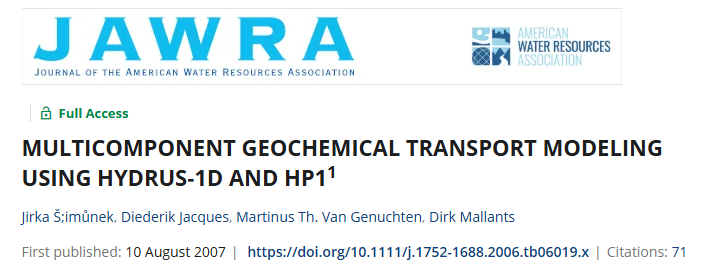 JAWRA
JOURNAL OF THE AMERICAN WATER RESOURCES ASSOCIATION
AMERICAN
WATER RESOURCES
ASSOCIATION
Full Access
MULTICOMPONENT GEOCHEMICAL TRANSPORT MODELING
USING HYDRUS-1D AND HP1¹
Jirka Š;imůnek, Diederik Jacques, Martinus Th. Van Genuchten, Dirk Mallants
First published: 10 August 2007 | https://doi.org/10.1111/j.1752-1688.2006.tb06019.x | Citations: 71